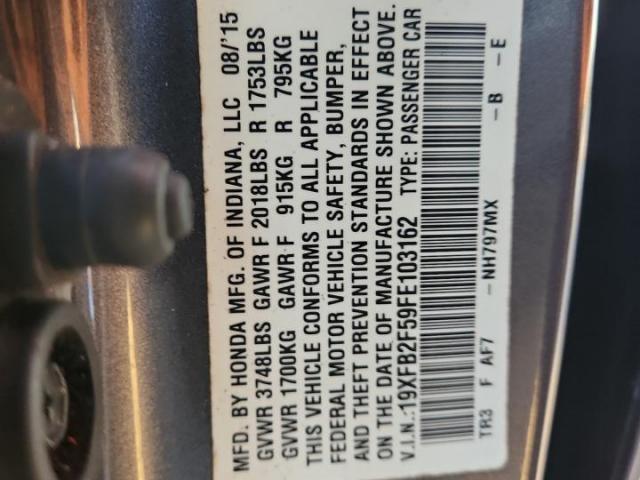 MFD. BY HONDA MFG. OF INDIANA, LLC 08/'15
GVWR 3748LBS GAWR F 2018LBS R 1753LBS
GVWR 1700KG GAWR F 915KG R 795KG
THIS VEHICLE CONFORMS TO ALL APPLICABLE
FEDERAL MOTOR VEHICLE SAFETY, BUMPER,
AND THEFT PREVENTION STANDARDS IN EFFECT
ON THE DATE OF MANUFACTURE SHOWN ABOVE.
V.I.N.:19XFB2F59FE103162 TYPE: PASSENGER CAR
TR3 F AF7 -NH797MX -B -E